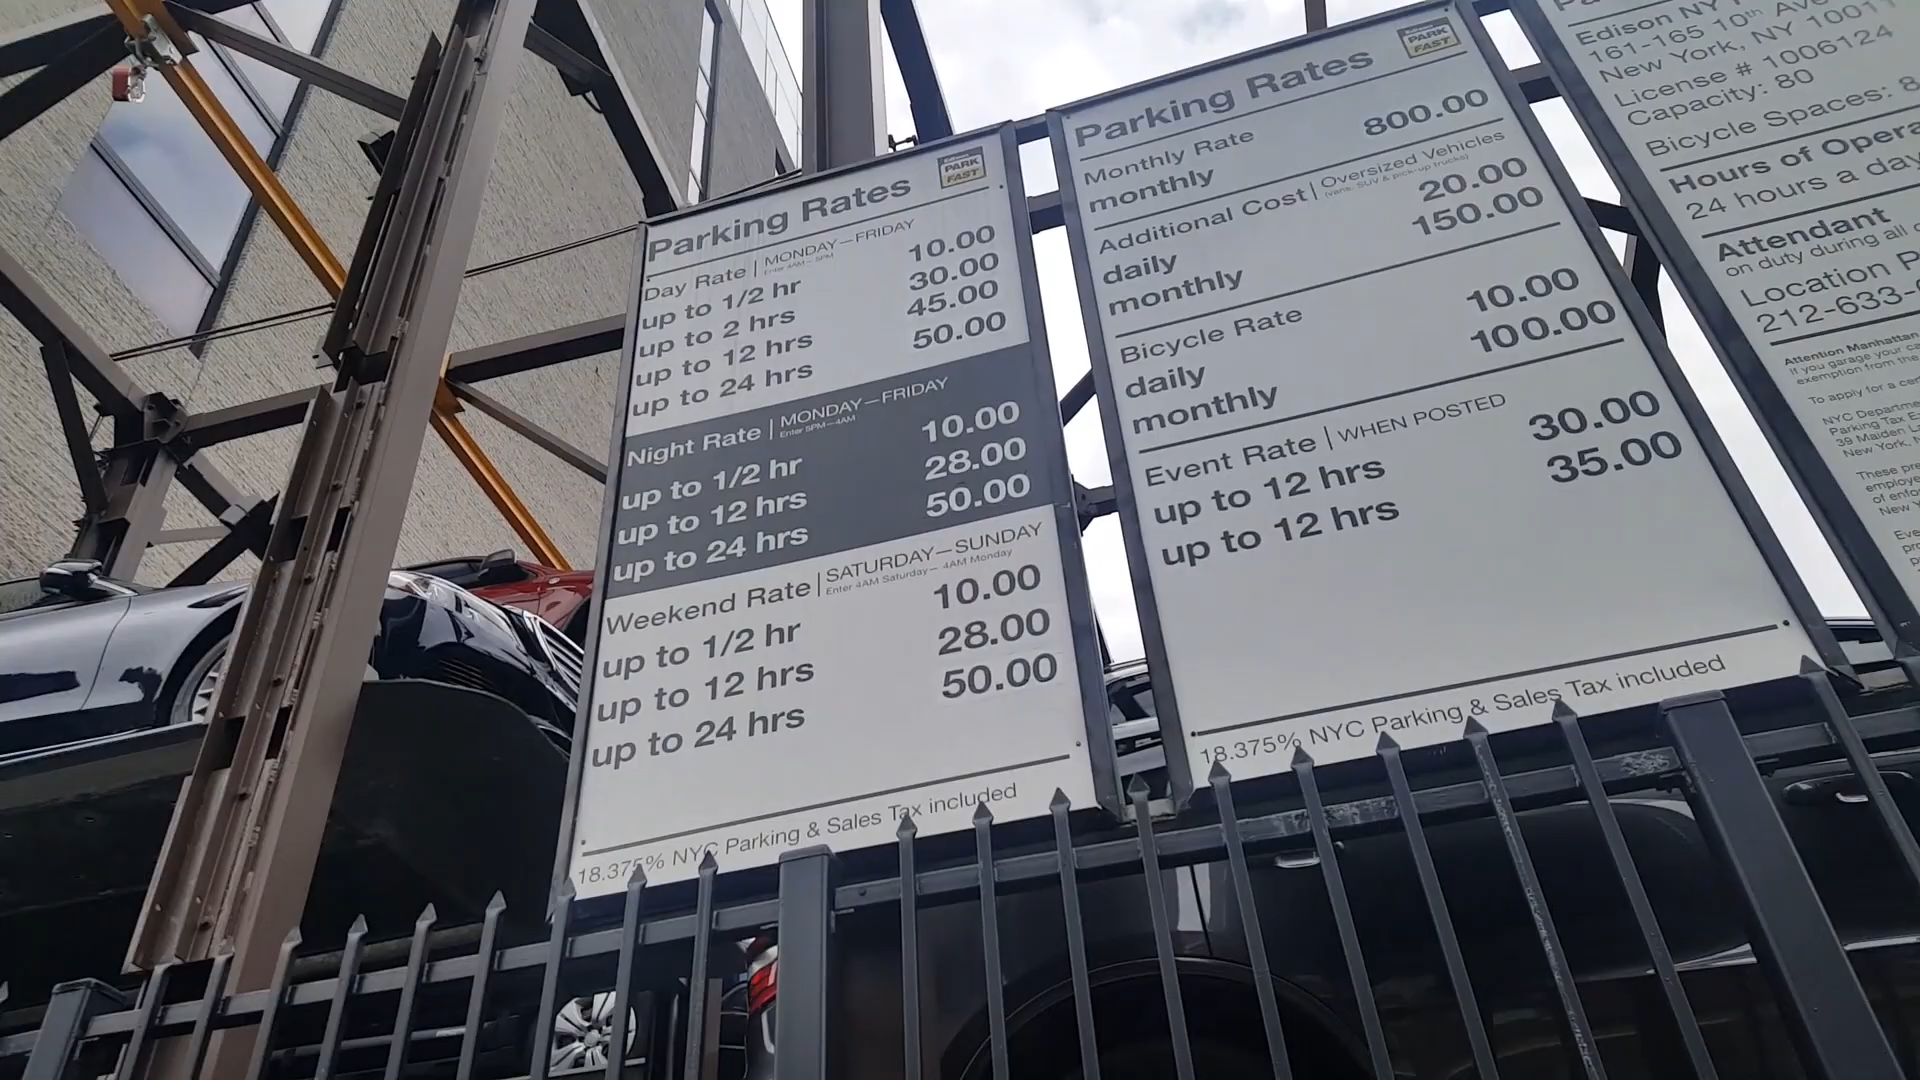 Parking Rates
PARK
FAST
Day Rate | MONDAY—FRIDAY
Enter 4AM – 5PM
up to 1/2 hr 10.00
up to 2 hrs 30.00
up to 12 hrs 45.00
up to 24 hrs 50.00
Night Rate | MONDAY—FRIDAY
Enter 5PM—4AM
up to 1/2 hr 10.00
up to 12 hrs 28.00
up to 24 hrs 50.00
Weekend Rate | SATURDAY—SUNDAY
Enter 4AM Saturday— 4AM Monday
up to 1/2 hr 10.00
up to 12 hrs 28.00
up to 24 hrs 50.00
18.375% NYC Parking & Sales Tax included
Parking Rates
PARK
FAST
Monthly Rate
monthly 800.00
Additional Cost | Oversized Vehicles
(vans, SUV & pick-up trucks)
daily 20.00
monthly 150.00
Bicycle Rate
daily 10.00
monthly 100.00
Event Rate | WHEN POSTED
up to 12 hrs 30.00
up to 12 hrs 35.00
18.375% NYC Parking & Sales Tax included
Edison NY
161-165 10th Ave
New York, NY 10011
License # 1006124
Capacity: 80
Bicycle Spaces: 8
Hours of Opera
24 hours a day
Attendant
on duty during all
Location
212-633-
Attention Manhattan
If you garage your
exemption from the
To apply for a
NYC
Parking Tax
39 Maiden
New York,
These
of
New